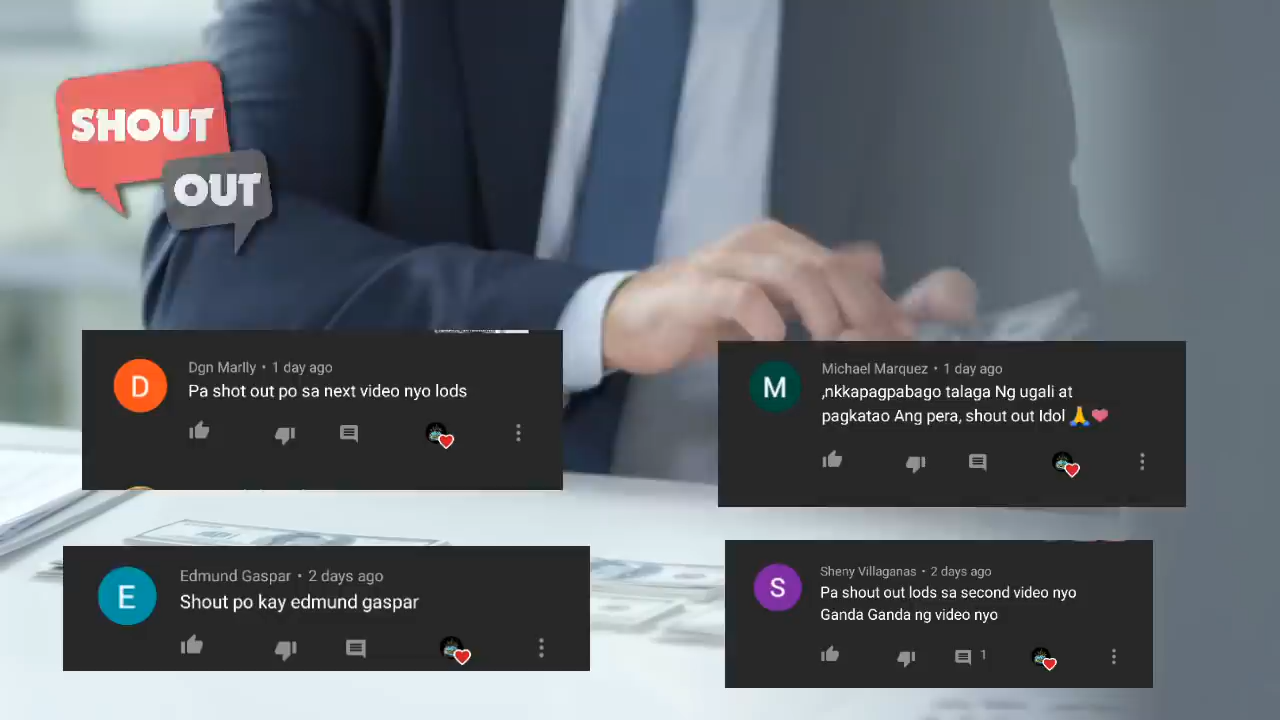 SHOUT
OUT
Dgn Marlly • 1 day ago
Pa shot out po sa next video nyo lods
Michael Marquez • 1 day ago
,nkkapagpabago talaga Ng ugali at
pagkatao Ang pera, shout out Idol 🙏❤
Edmund Gaspar • 2 days ago
Shout po kay edmund gaspar
Sheny Villaganas • 2 days ago
Pa shout out lods sa second video nyo
Ganda Ganda ng video nyo
1